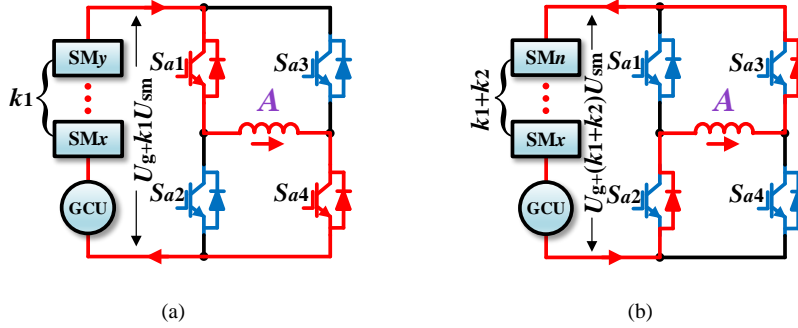 SMy
k1
SMx
GCU
Ug+k1Usm
Sa1
Sa3
A
Sa2
Sa4
(a)
SMn
k1+k2
SMx
GCU
Ug+(k1+k2)Usm
Sa1
Sa3
A
Sa2
Sa4
(b)